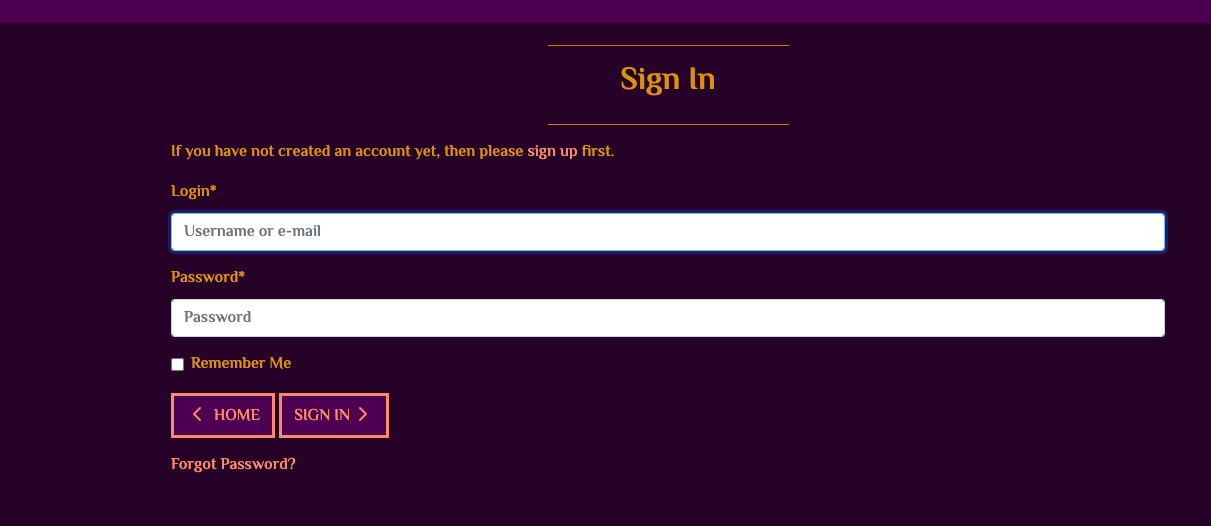 Sign In
If you have not created an account yet, then please sign up first.
Login*
Username or e-mail
Password*
Password
Remember Me
HOME SIGN IN
Forgot Password?